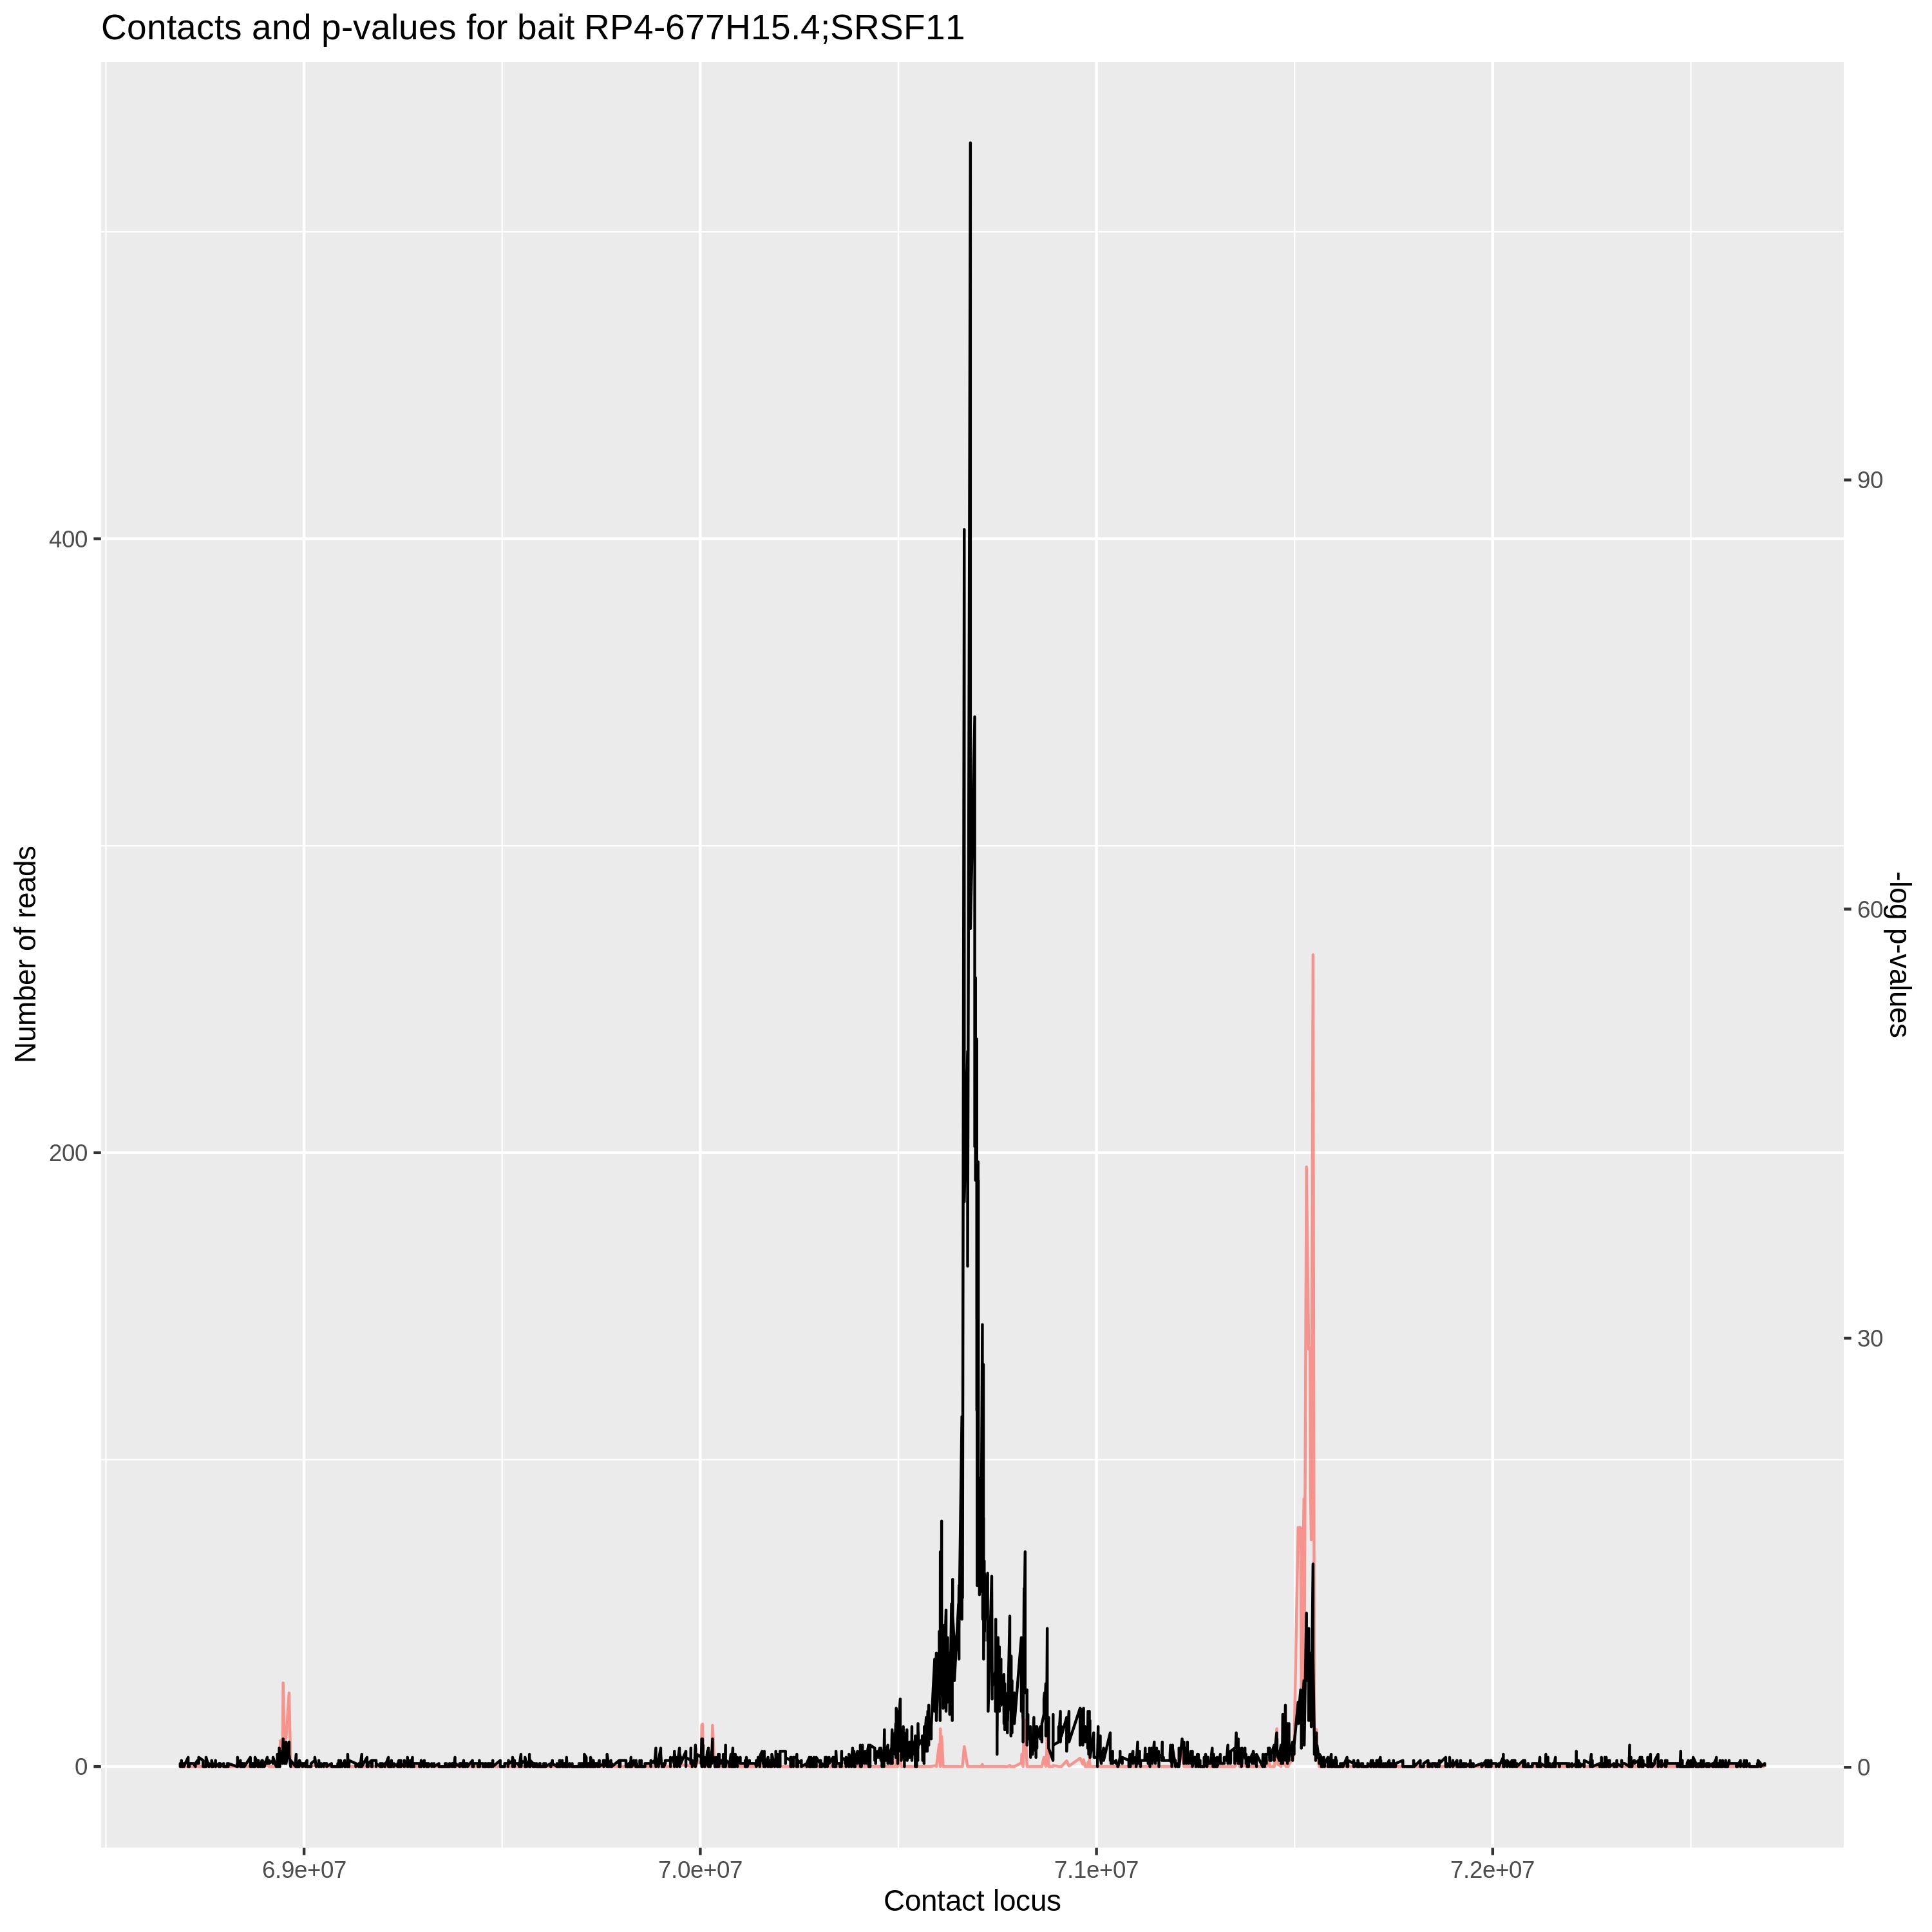 Contacts and p-values for bait RP4-677H15.4;SRSF11
Number of reads
400
200
0
90
60
30
0
-log p-values
6.9e+07 7.0e+07 7.1e+07 7.2e+07
Contact locus